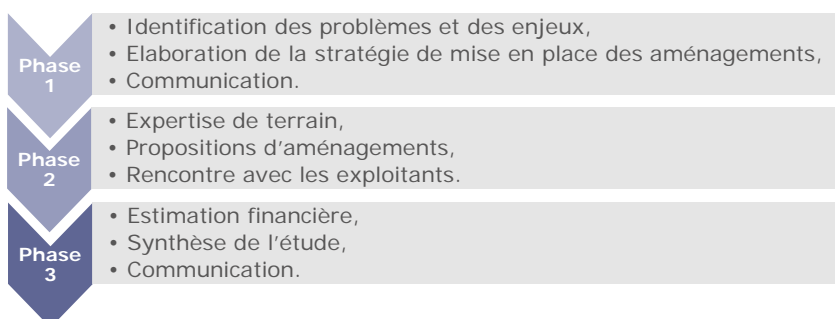 Phase
1
• Identification des problèmes et des enjeux,
• Elaboration de la stratégie de mise en place des aménagements,
• Communication.
Phase
2
• Expertise de terrain,
• Propositions d’aménagements,
• Rencontre avec les exploitants.
Phase
3
• Estimation financière,
• Synthèse de l’étude,
• Communication.